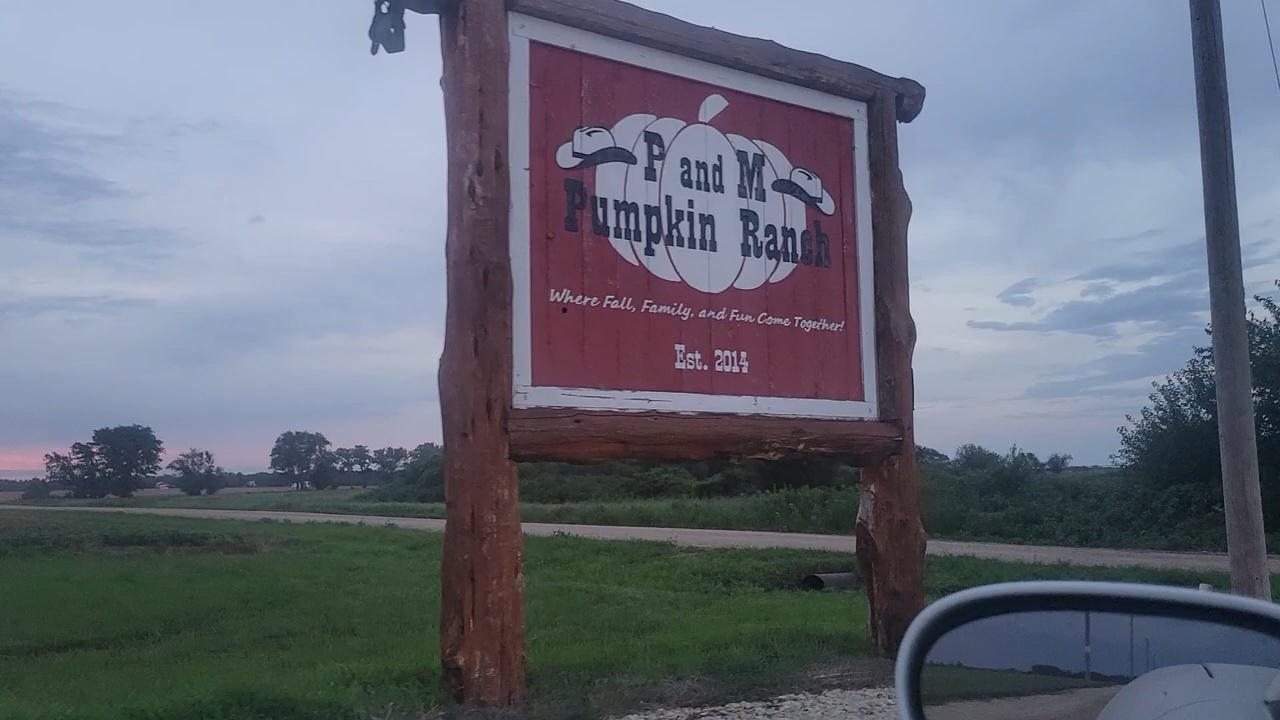 P and M
Pumpkin Ranch
Where Fall, Family, and Fun Come Together!
Est. 2014